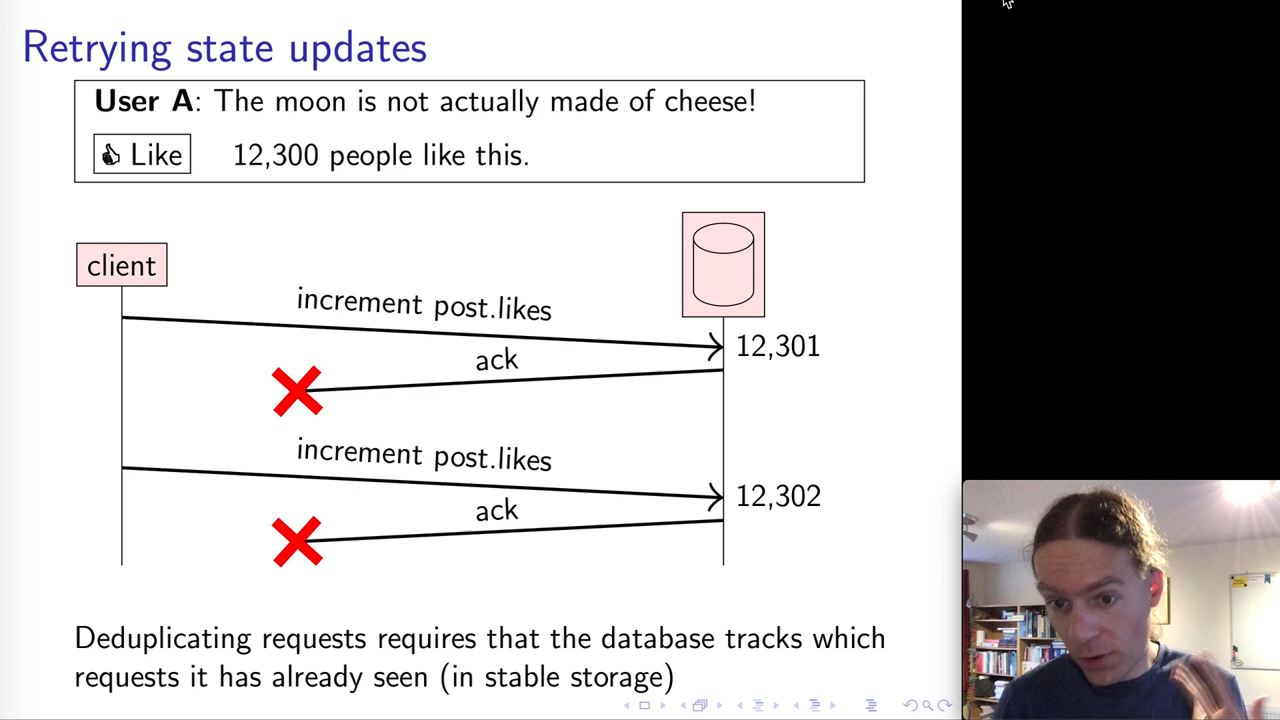 Retrying state updates
User A: The moon is not actually made of cheese!
Like 12,300 people like this.
client
increment post.likes
12,301
ack
increment post.likes
12,302
ack
Deduplicating requests requires that the database tracks which
requests it has already seen (in stable storage)